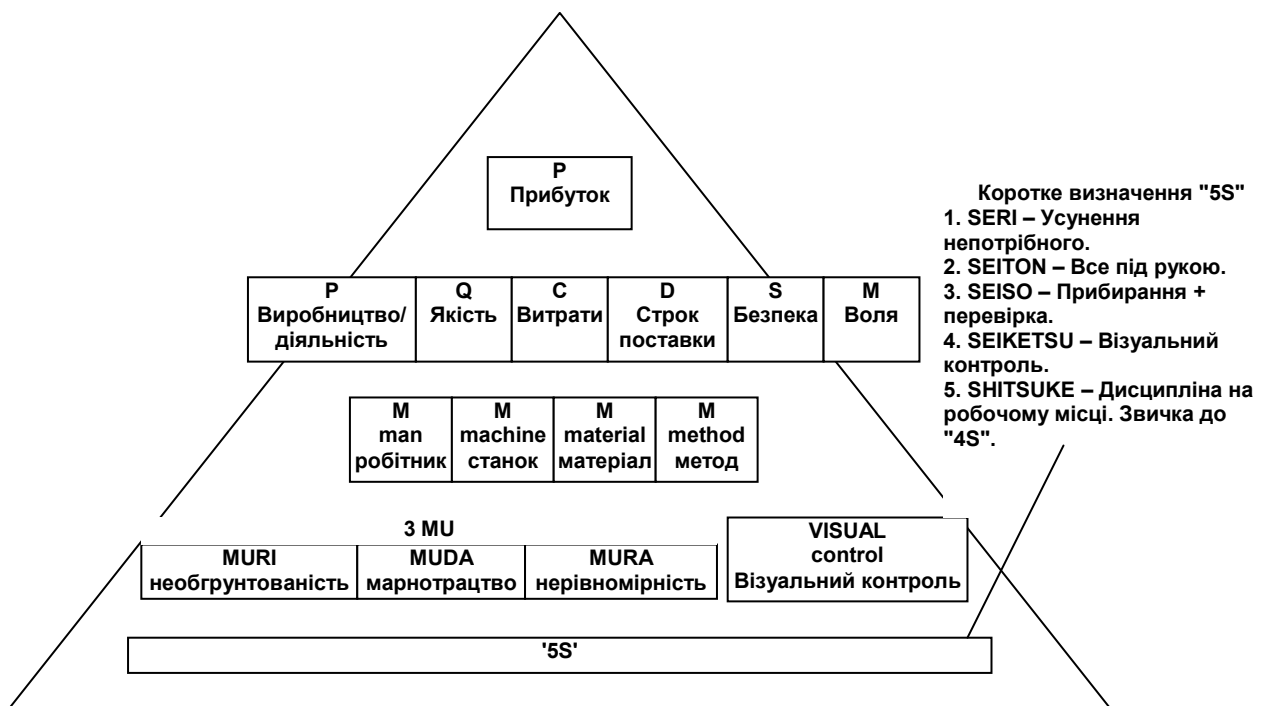 P
Прибуток
P
Виробництво/
діяльність
Q
Якість
C
Витрати
D
Строк
поставки
S
Безпека
M
Воля
M
man
робітник
M
machine
станок
M
material
матеріал
M
method
метод
3 MU
MURI
необгрунтованість
MUDA
марнотрацтво
MURA
нерівномірність
VISUAL
control
Візуальний контроль
'5S'
Коротке визначення "5S"
1. SERI – Усунення
непотрібного.
2. SEITON – Все під рукою.
3. SEISO – Прибирання +
перевірка.
4. SEIKETSU – Візуальний
контроль.
5. SHITSUKE – Дисципліна на
робочому місці. Звичка до
"4S".